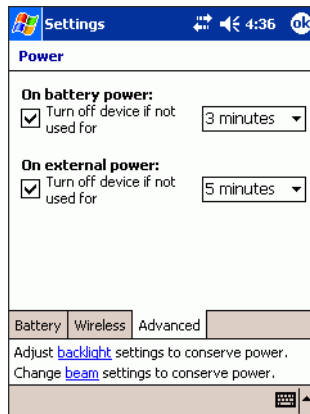 Settings 4:36 ok
Power
On battery power:
Turn off device if not
used for
3 minutes
On external power:
Turn off device if not
used for
5 minutes
Battery Wireless Advanced
Adjust backlight settings to conserve power.
Change beam settings to conserve power.